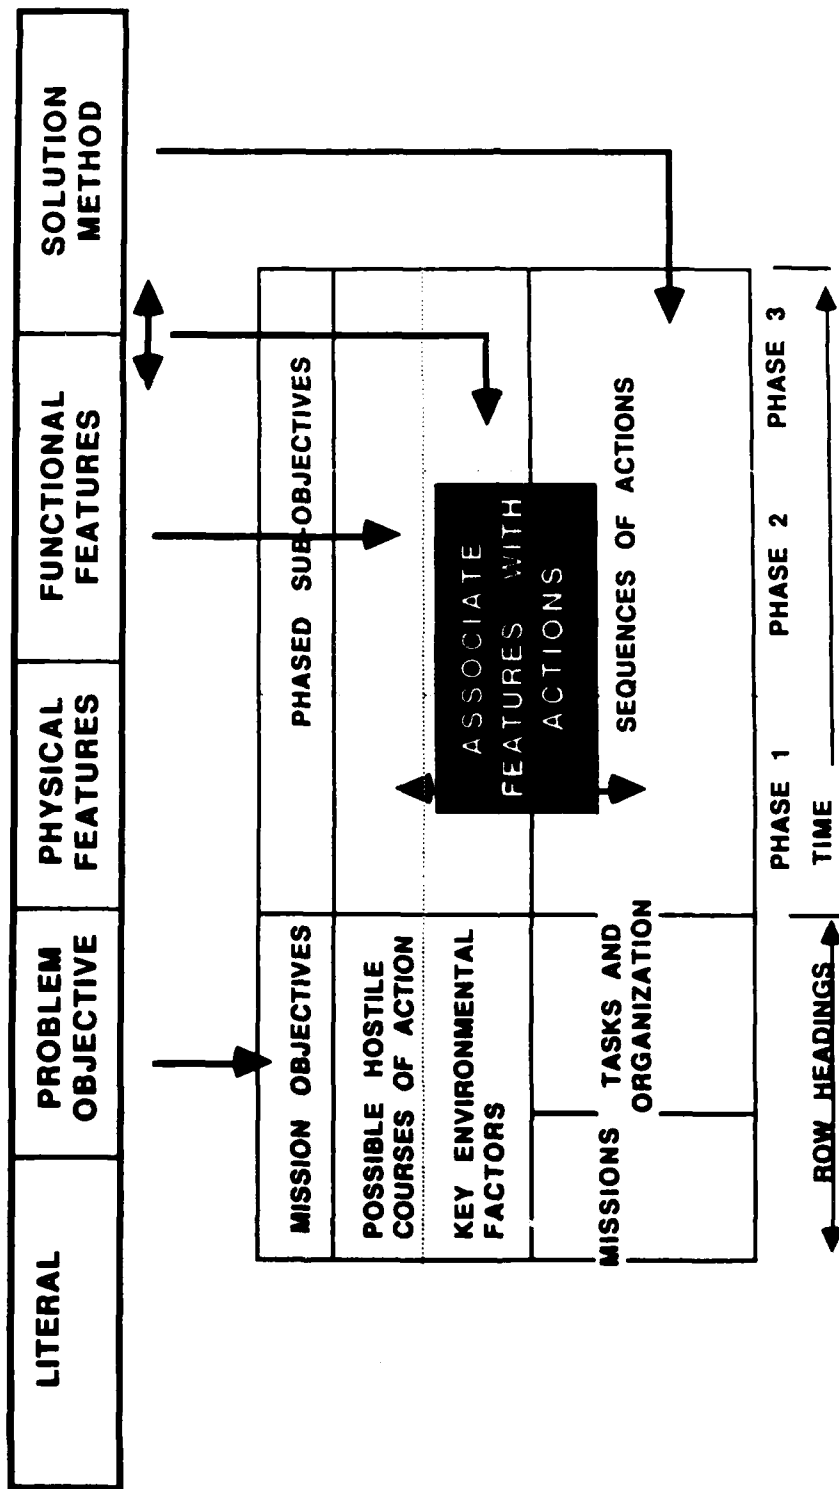 LITERAL
PROBLEM
OBJECTIVE
PHYSICAL
FEATURES
FUNCTIONAL
FEATURES
SOLUTION
METHOD
MISSION OBJECTIVES
PHASED SUB-OBJECTIVES
POSSIBLE HOSTILE
COURSES OF ACTION
KEY ENVIRONMENTAL
FACTORS
ASSOCIATE
FEATURES WITH
ACTIONS
MISSIONS
TASKS AND
ORGANIZATION
SEQUENCES OF ACTIONS
PHASE 1
PHASE 2
PHASE 3
ROW HEADINGS
TIME